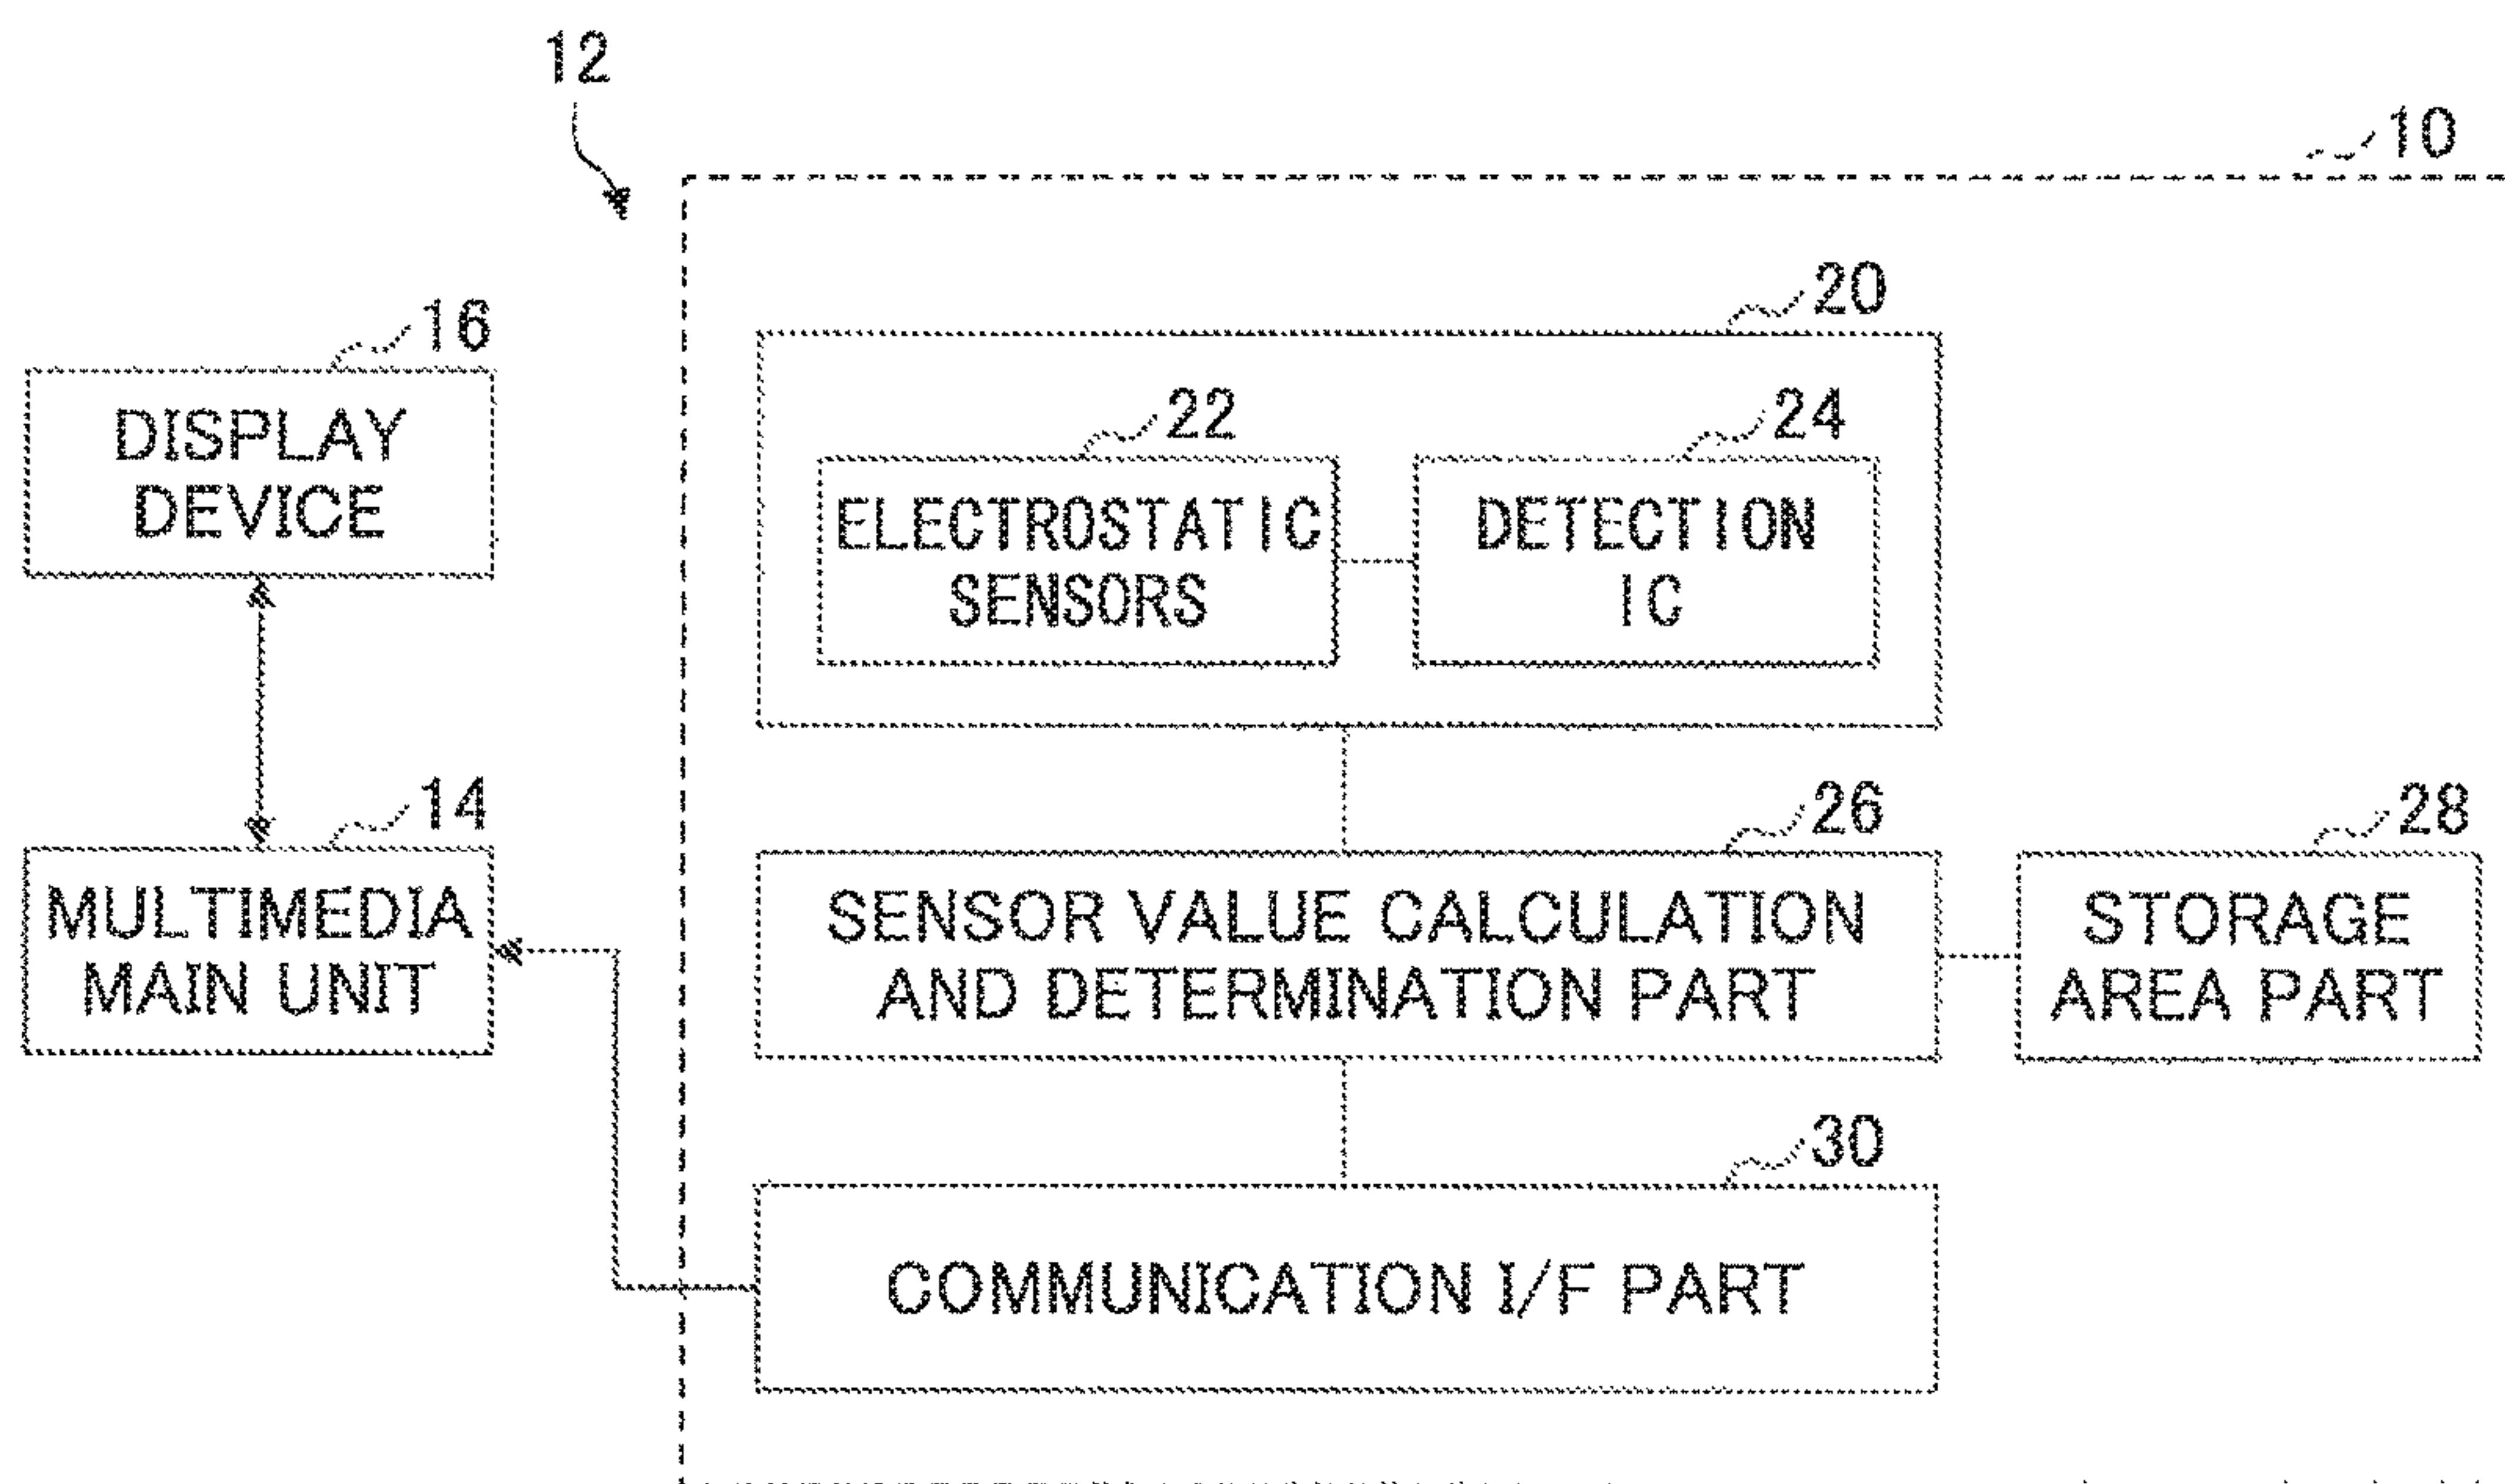 12
10
20
16
22
24
DISPLAY
DEVICE
ELECTROSTATIC
SENSORS
DETECTION
IC
14
26
28
MULTIMEDIA
MAIN UNIT
SENSOR VALUE CALCULATION
AND DETERMINATION PART
STORAGE
AREA PART
30
COMMUNICATION I/F PART